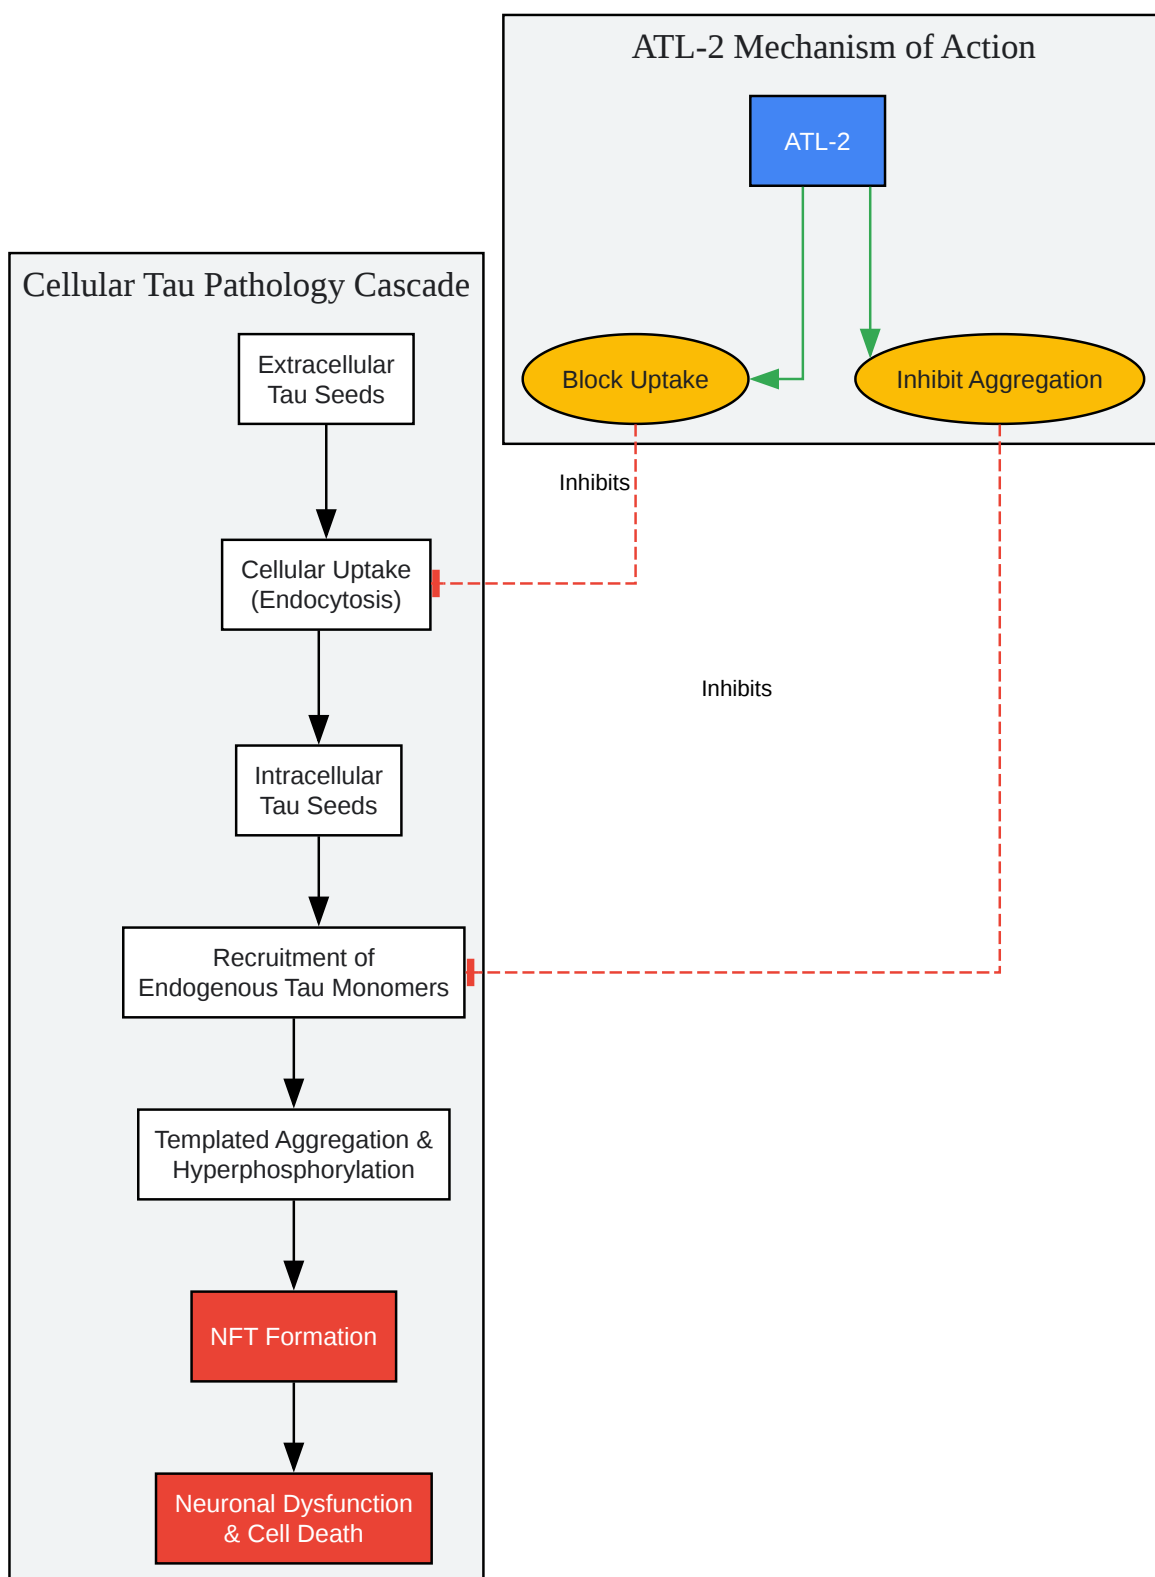 ATL-2 Mechanism of Action
ATL-2
Block Uptake
Inhibit Aggregation
Inhibits
Inhibits
Cellular Tau Pathology Cascade
Extracellular
Tau Seeds
Cellular Uptake
(Endocytosis)
Intracellular
Tau Seeds
Recruitment of
Endogenous Tau Monomers
Templated Aggregation &
Hyperphosphorylation
NFT Formation
Neuronal Dysfunction
& Cell Death